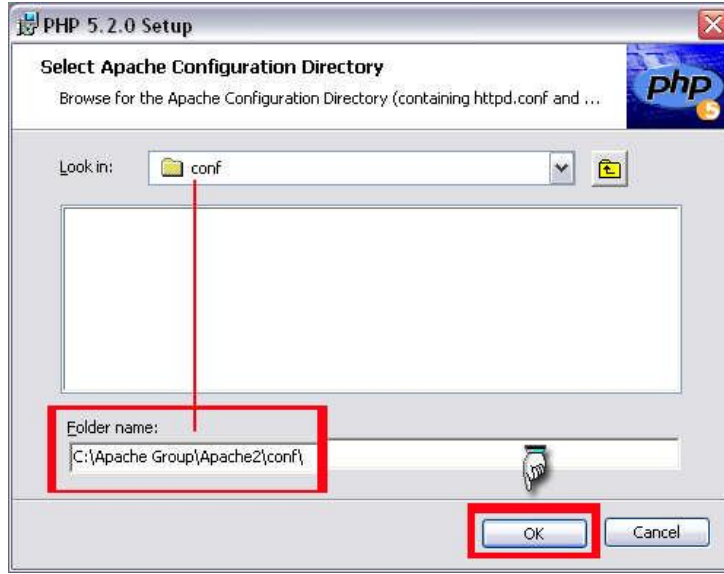 PHP 5.2.0 Setup
Select Apache Configuration Directory
Browse for the Apache Configuration Directory (containing httpd.conf and ...
php
5
Look in:
conf
Folder name:
C:\Apache Group\Apache2\conf\
OK
Cancel